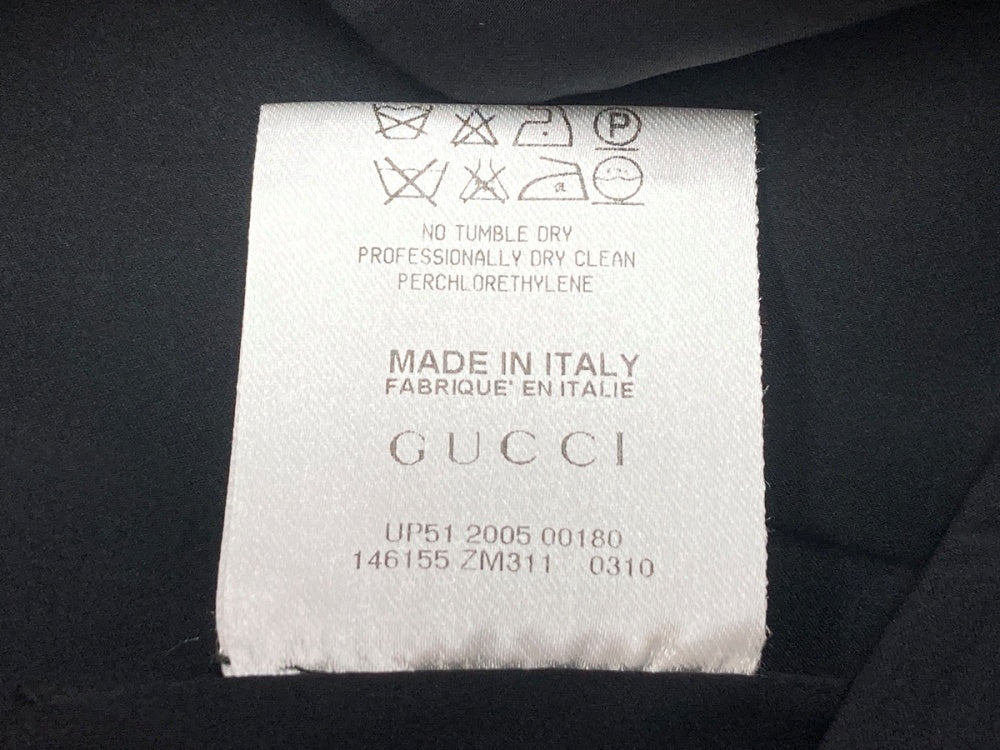 P
a
NO TUMBLE DRY
PROFESSIONALLY DRY CLEAN
PERCHLORETHYLENE
MADE IN ITALY
FABRIQUE' EN ITALIE
GUCCI
UP51 2005 00180
146155 ZM311 0310